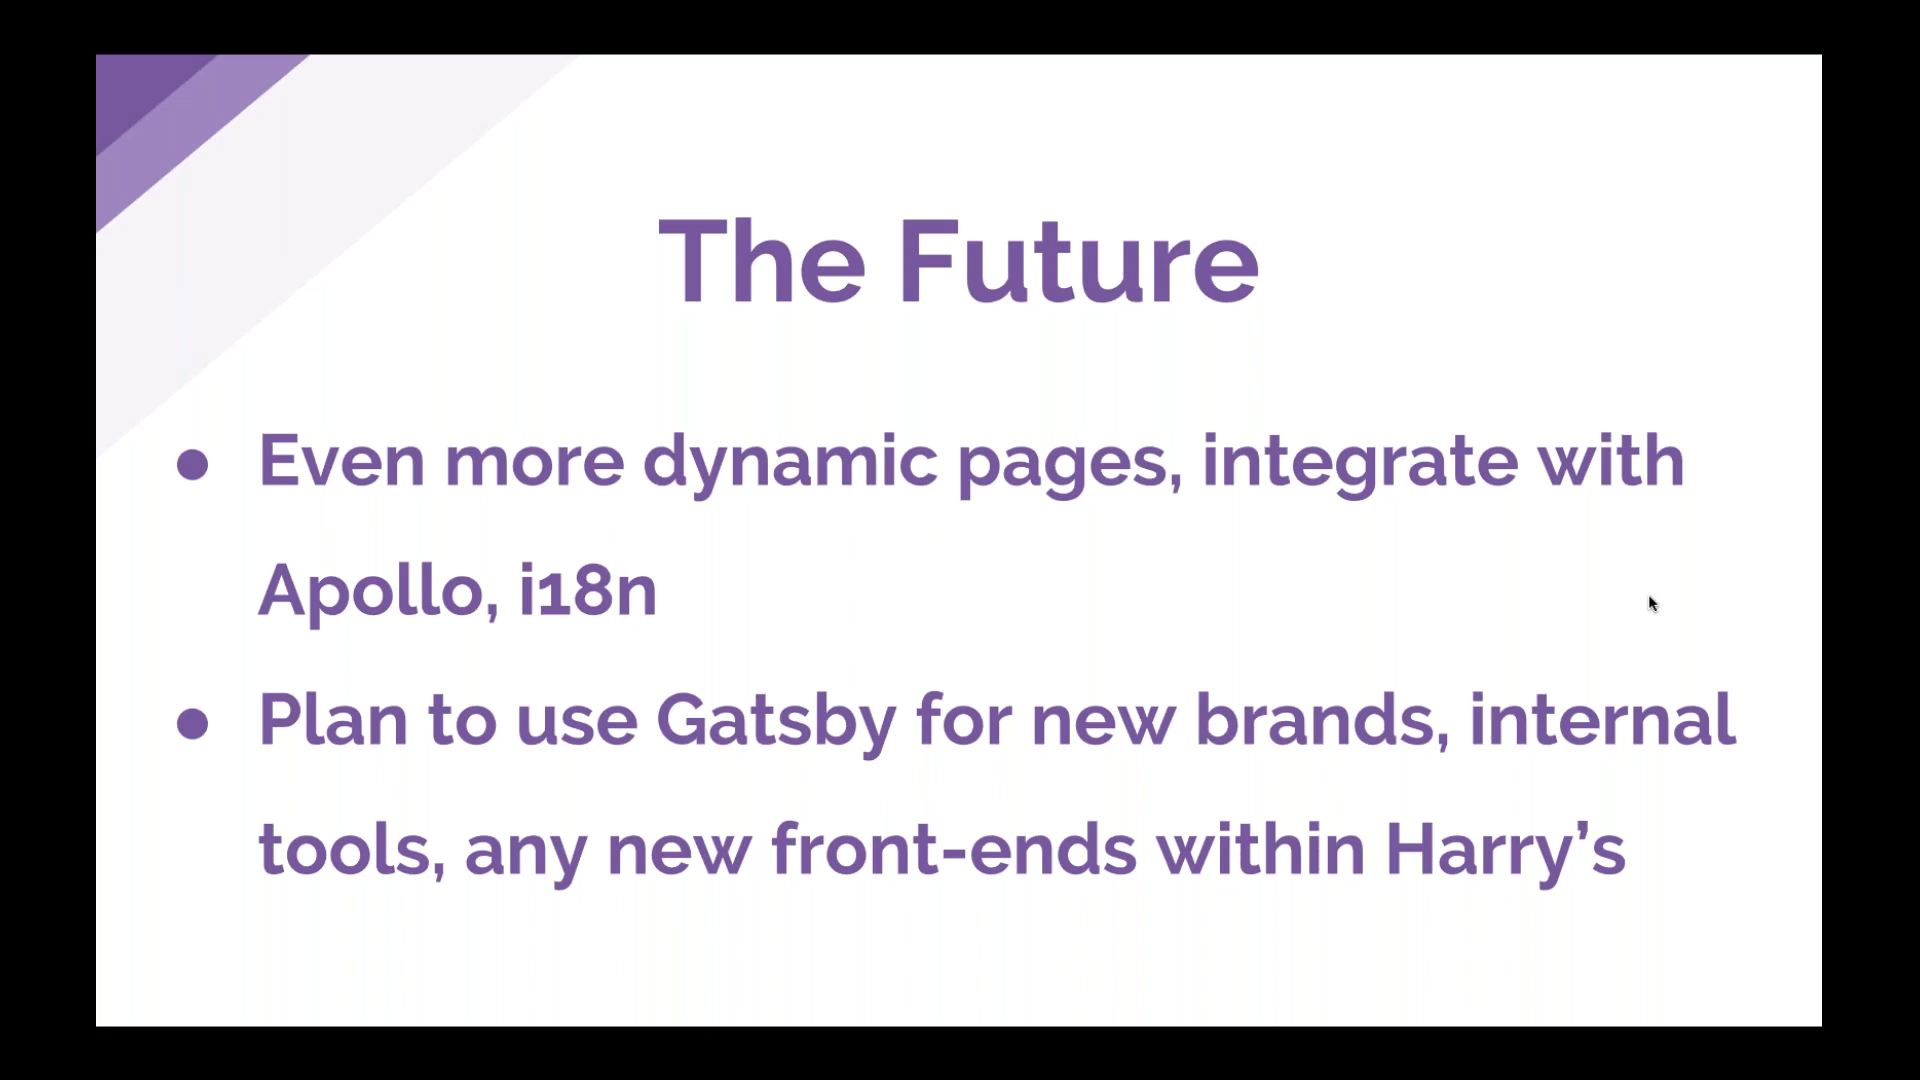 The Future
● Even more dynamic pages, integrate with
Apollo, i18n
● Plan to use Gatsby for new brands, internal
tools, any new front-ends within Harry’s